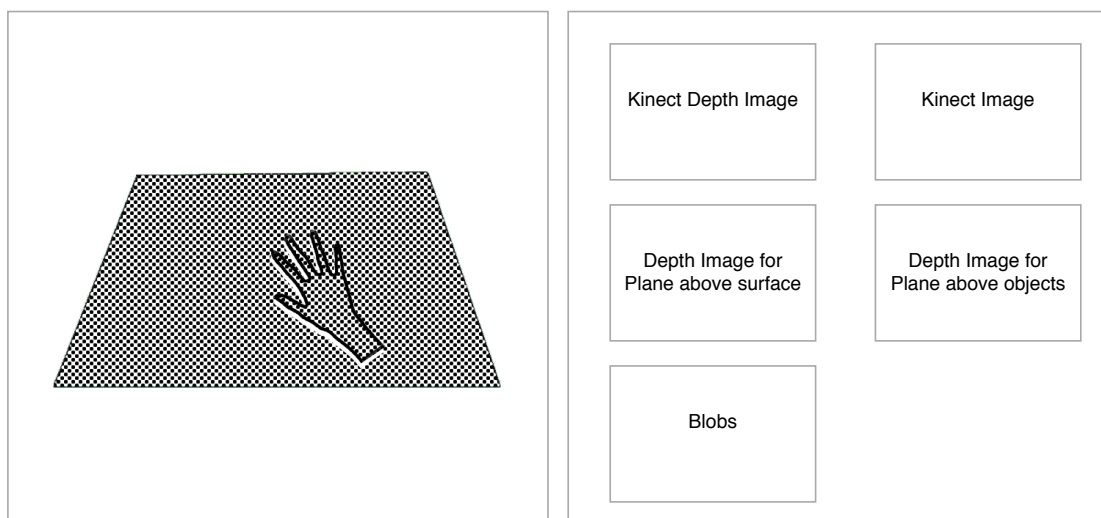 Kinect Depth Image
Kinect Image
Depth Image for
Plane above surface
Depth Image for
Plane above objects
Blobs